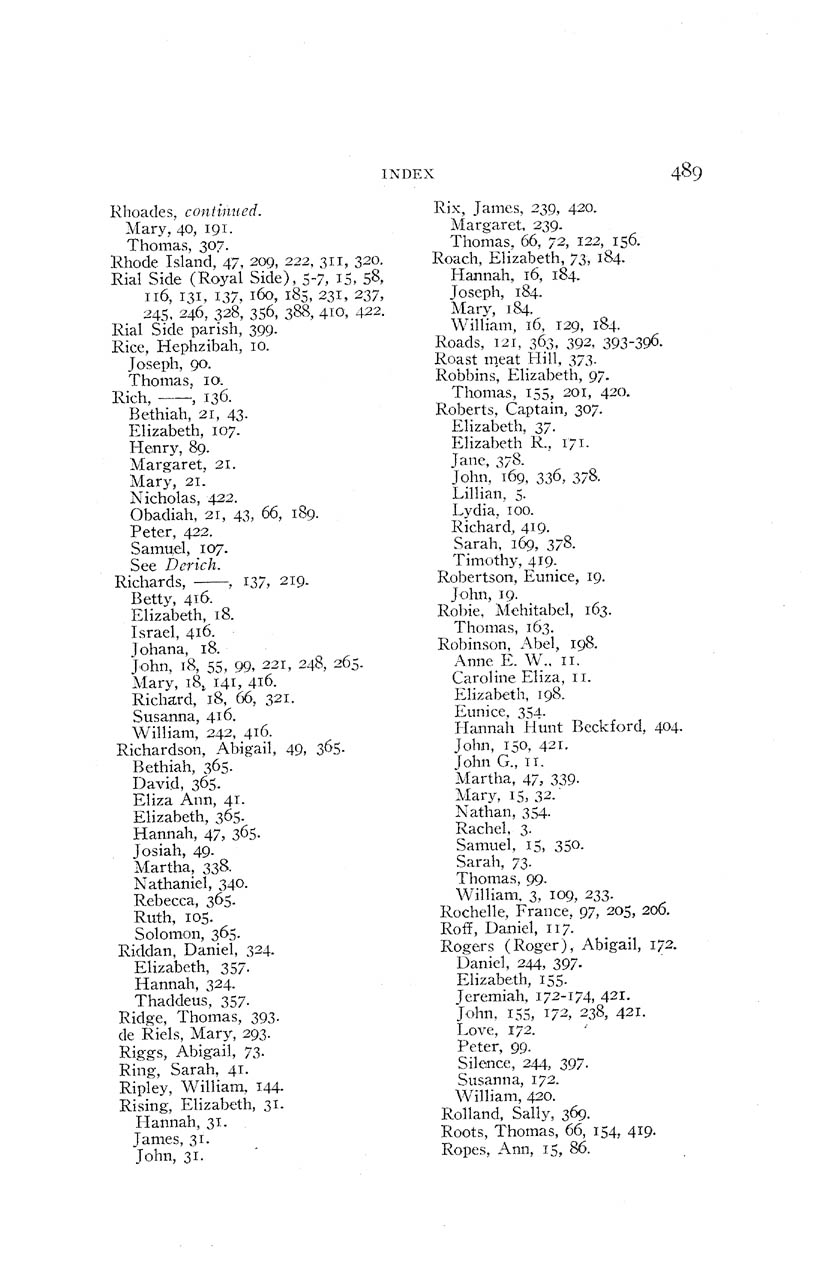 INDEX 489
Rhoades, continued.
Mary, 40, 191.
Thomas, 307.
Rhode Island, 47, 209, 222, 311, 320.
Rial Side (Royal Side), 5-7, 15, 58,
116, 131, 137, 160, 185, 231, 237,
245, 246, 328, 356, 388, 410, 422.
Rial Side parish, 399.
Rice, Hephzibah, 10.
Joseph, 90.
Thomas, 10.
Rich, ——, 136.
Bethiah, 21, 43.
Elizabeth, 107.
Henry, 89.
Margaret, 21.
Mary, 21.
Nicholas, 422.
Obadiah, 21, 43, 66, 189.
Peter, 422.
Samuel, 107.
See Derich.
Richards, ——, 137, 219.
Betty, 416.
Elizabeth, 18.
Israel, 416.
Johana, 18.
John, 18, 55, 99, 221, 248, 265.
Mary, 18, 141, 416.
Richard, 18, 66, 321.
Susanna, 416.
William, 242, 416.
Richardson, Abigail, 49, 365.
Bethiah, 365.
David, 365.
Eliza Ann, 41.
Elizabeth, 365.
Hannah, 47, 365.
Josiah, 49.
Martha, 338.
Nathaniel, 340.
Rebecca, 365.
Ruth, 105.
Solomon, 365.
Riddan, Daniel, 324.
Elizabeth, 357.
Hannah, 324.
Thaddeus, 357.
Ridge, Thomas, 393.
de Riels, Mary, 293.
Riggs, Abigail, 73.
Ring, Sarah, 41.
Ripley, William, 144.
Rising, Elizabeth, 31.
Hannah, 31.
James, 31.
John, 31.
Rix, James, 239, 420.
Margaret, 239.
Thomas, 66, 72, 122, 156.
Roach, Elizabeth, 73, 184.
Hannah, 16, 184.
Joseph, 184.
Mary, 184.
William, 16, 129, 184.
Roads, 121, 363, 392, 393-396.
Roast meat Hill, 373.
Robbins, Elizabeth, 97.
Thomas, 155, 201, 420.
Roberts, Captain, 307.
Elizabeth, 37.
Elizabeth R., 171.
Jane, 378.
John, 169, 336, 378.
Lillian, 5.
Lydia, 100.
Richard, 419.
Sarah, 169, 378.
Timothy, 419.
Robertson, Eunice, 19.
John, 19.
Robie, Mehitabel, 163.
Thomas, 163.
Robinson, Abel, 198.
Anne E. W., 11.
Caroline Eliza, 11.
Elizabeth, 198.
Eunice, 354.
Hannah Hunt Beckford, 404.
John, 150, 421.
John G., 11.
Martha, 47, 339.
Mary, 15, 32.
Nathan, 354.
Rachel, 3.
Samuel, 15, 350.
Sarah, 73.
Thomas, 99.
William, 3, 109, 233.
Rochelle, France, 97, 205, 206.
Roff, Daniel, 117.
Rogers (Roger), Abigail, 172.
Daniel, 244, 397.
Elizabeth, 155.
Jeremiah, 172-174, 421.
John, 155, 172, 238, 421.
Love, 172.
Peter, 99.
Silence, 244, 397.
Susanna, 172.
William, 420.
Rolland, Sally, 369.
Roots, Thomas, 66, 154, 419.
Ropes, Ann, 15, 86.